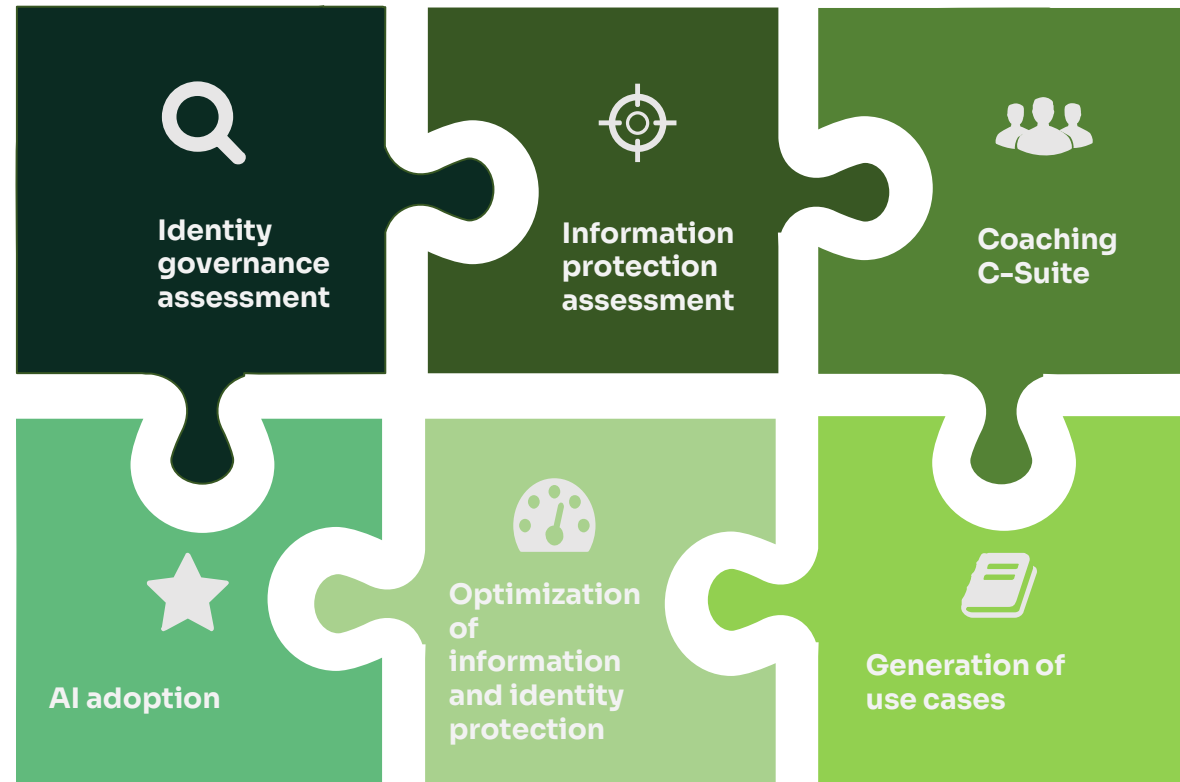 Identity
governance
assessment
Information
protection
assessment
Coaching
C-Suite
AI adoption
Optimization
of
information
and identity
protection
Generation of
use cases